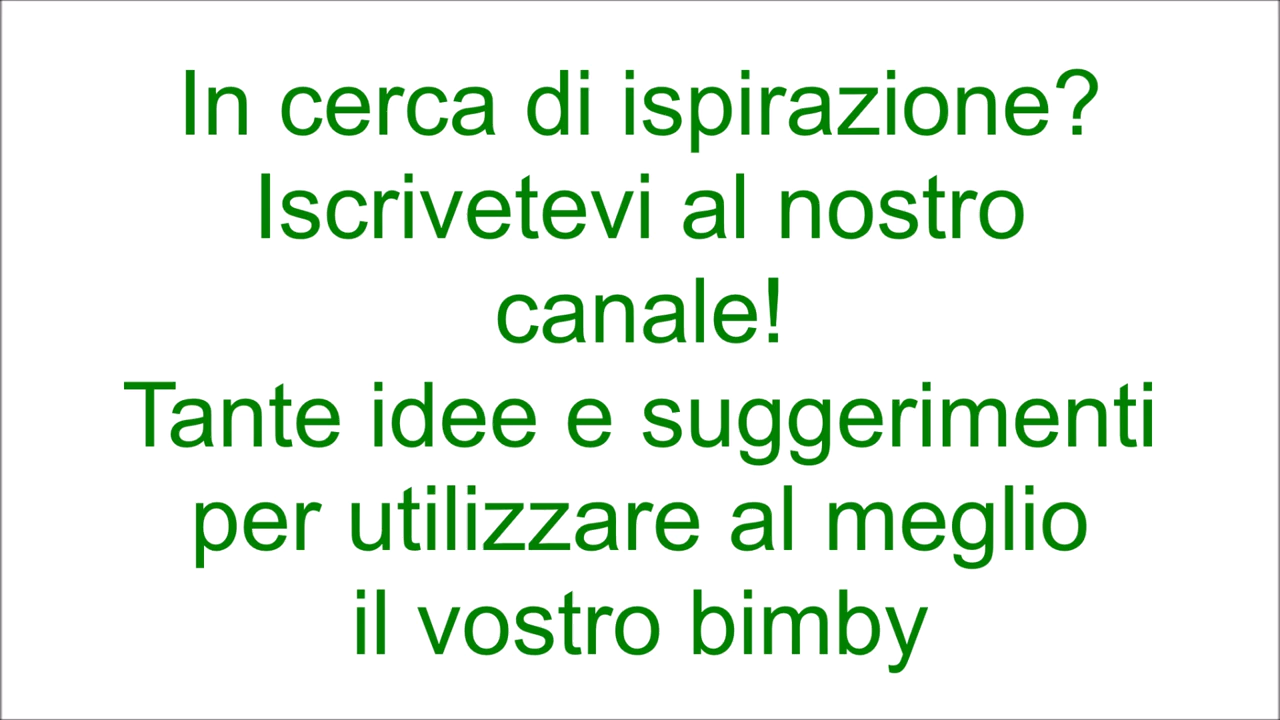 In cerca di ispirazione?
Iscrivetevi al nostro
canale!
Tante idee e suggerimenti
per utilizzare al meglio
il vostro bimby